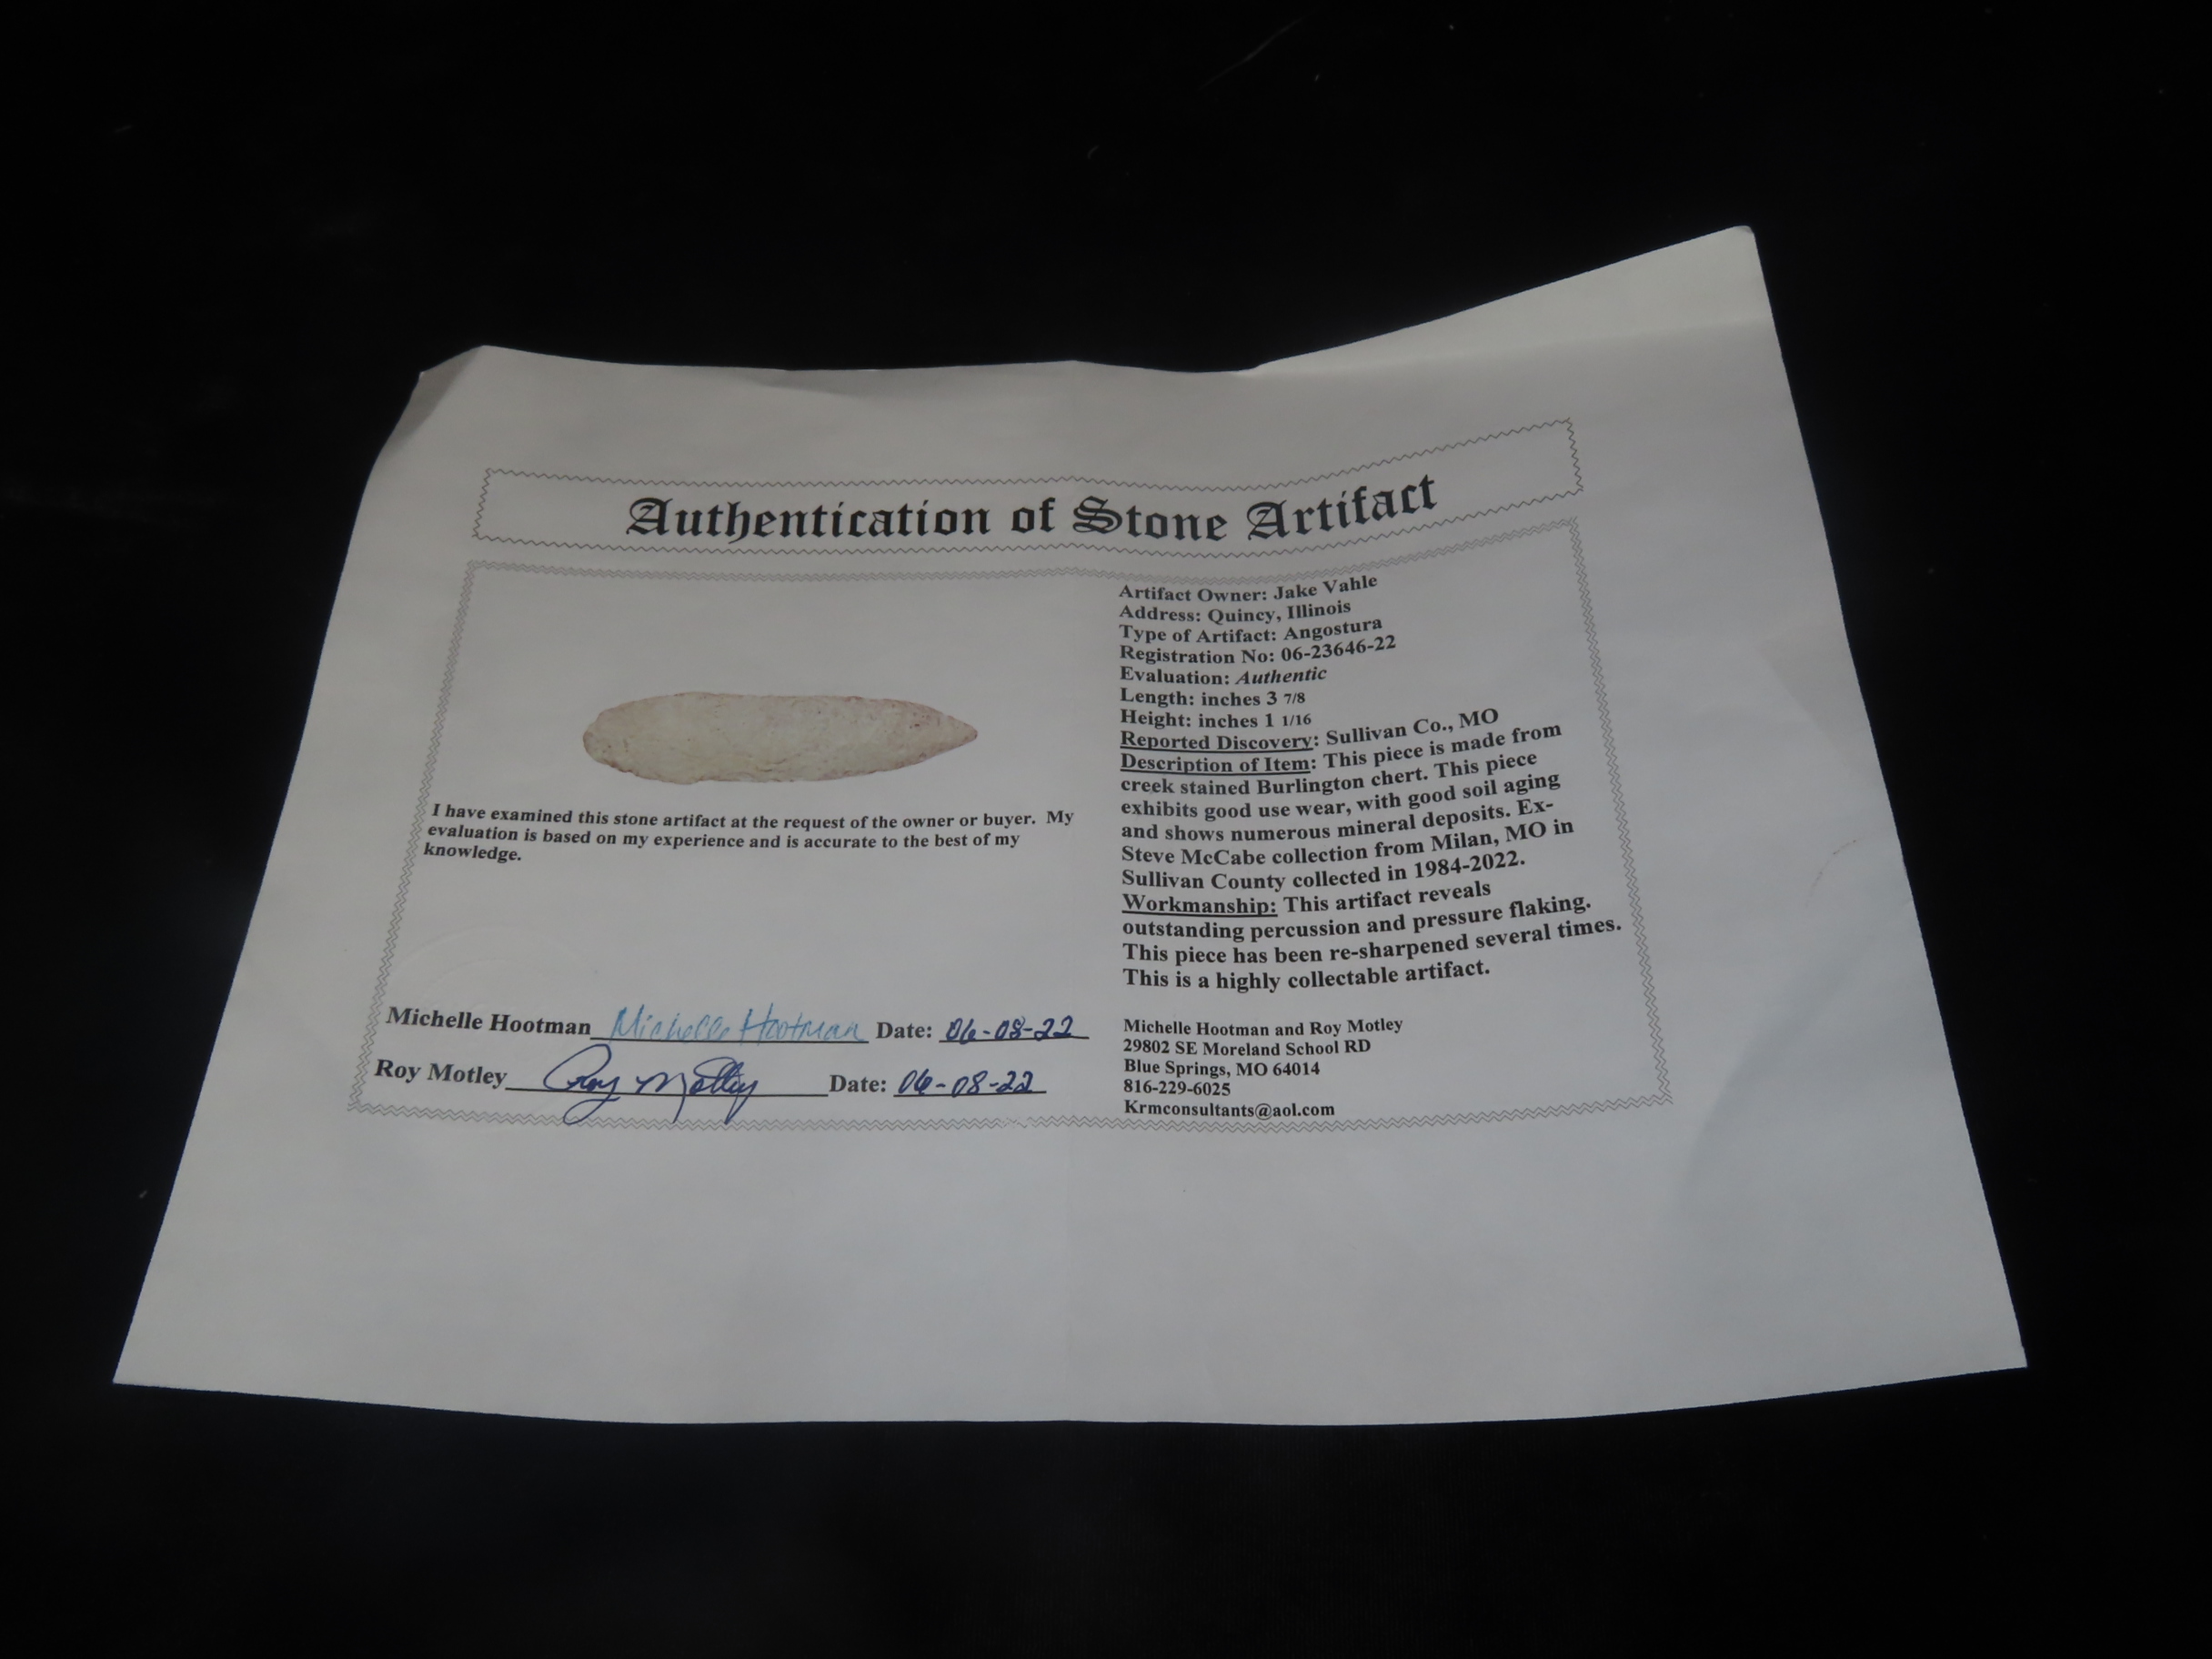 Authentication of Stone Artifact
I have examined this stone artifact at the request of the owner or buyer. My
evaluation is based on my experience and is accurate to the best of my
knowledge.
Michelle Hootman Michelle Hootman Date: 06-08-22
Roy Motley Roy Motley Date: 06-08-22
Artifact Owner: Jake Vahle
Address: Quincy, Illinois
Type of Artifact: Angostura
Registration No: 06-23646-22
Evaluation: Authentic
Length: inches 3 7/8
Height: inches 1 1/16
Reported Discovery: Sullivan Co., MO
Description of Item: This piece is made from
creek stained Burlington chert. This piece
exhibits good use wear, with good soil aging
and shows numerous mineral deposits. Ex-
Steve McCabe collection from Milan, MO in
Sullivan County collected in 1984-2022.
Workmanship: This artifact reveals
outstanding percussion and pressure flaking.
This piece has been re-sharpened several times.
This is a highly collectable artifact.
Michelle Hootman and Roy Motley
29802 SE Moreland School RD
Blue Springs, MO 64014
816-229-6025
Krmconsultants@aol.com